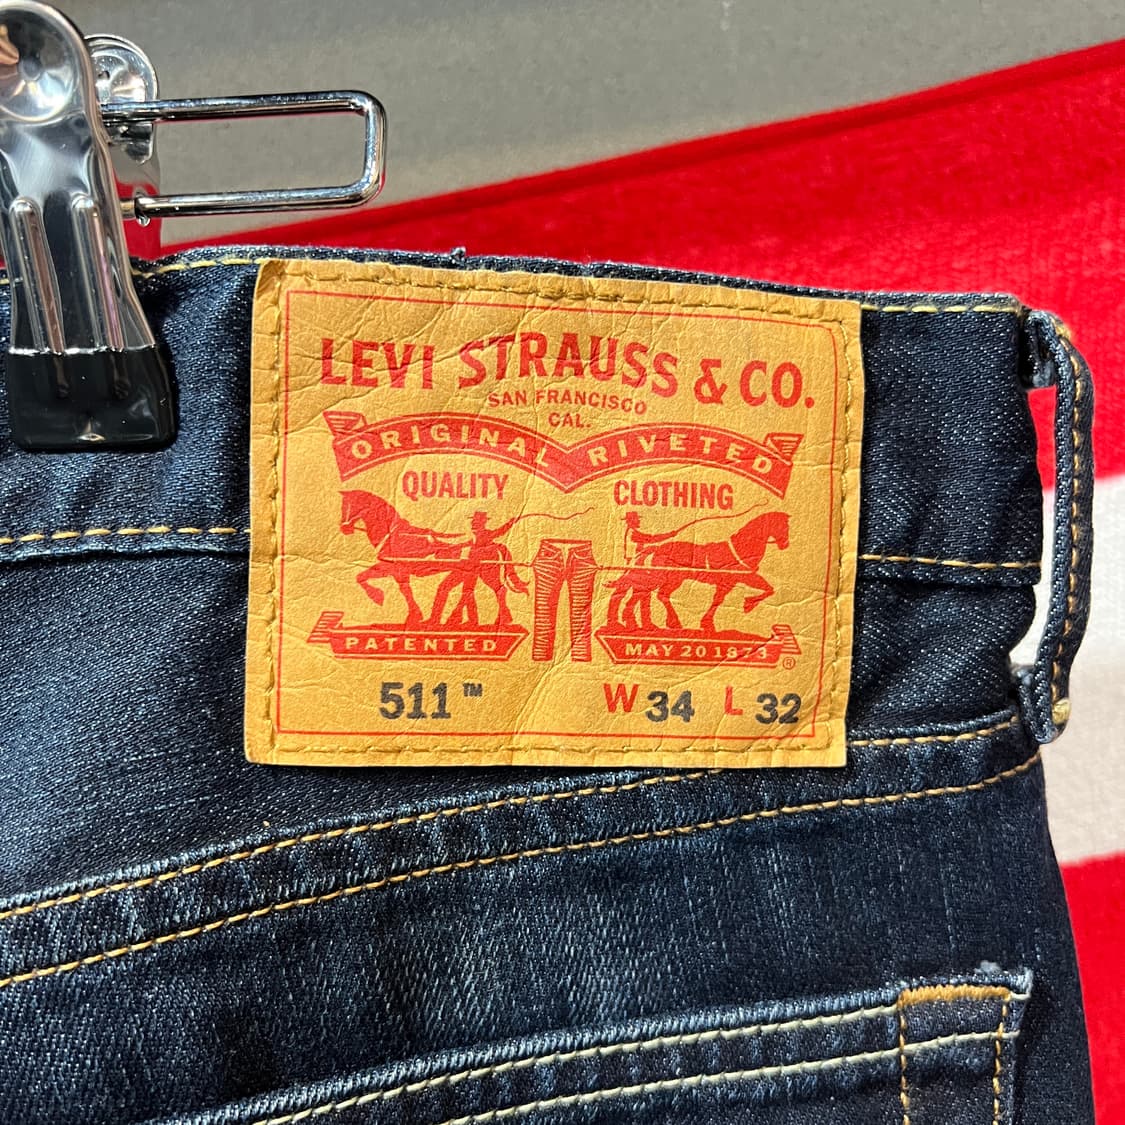 LEVI STRAUSS & CO.
SAN FRANCISCO
CAL.
ORIGINAL RIVETED
QUALITY CLOTHING
PATENTED MAY 20 1873 ®
511™ W 34 L 32